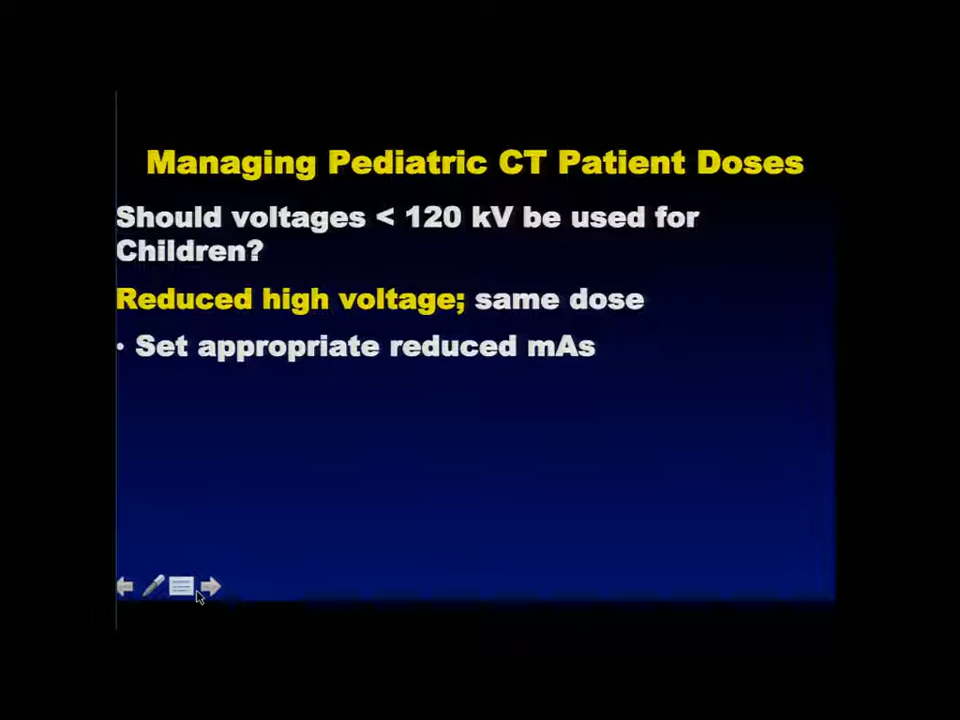 Managing Pediatric CT Patient Doses
Should voltages < 120 kV be used for
Children?
Reduced high voltage; same dose
• Set appropriate reduced mAs